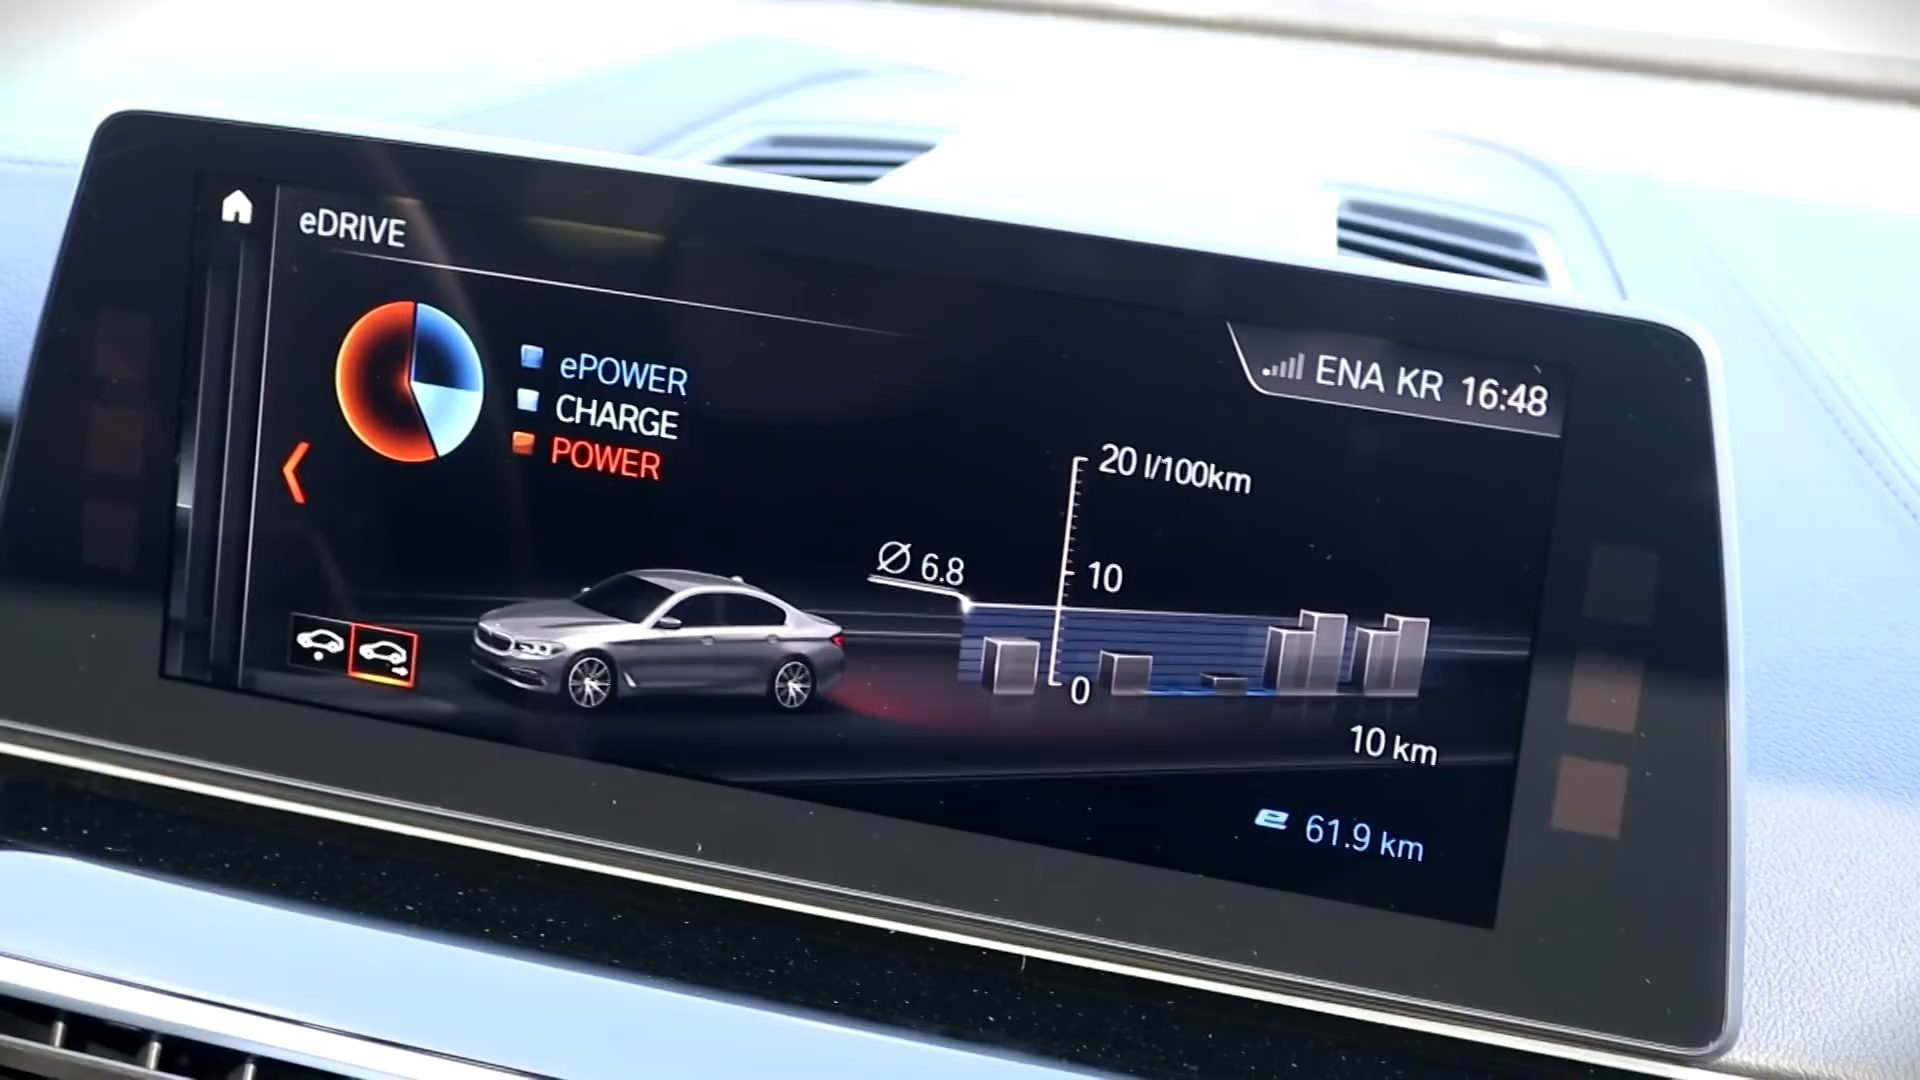 eDRIVE
ePOWER
CHARGE
POWER
ENA KR 16:48
20 l/100km
Ø 6.8
10
0
10 km
e 61.9 km